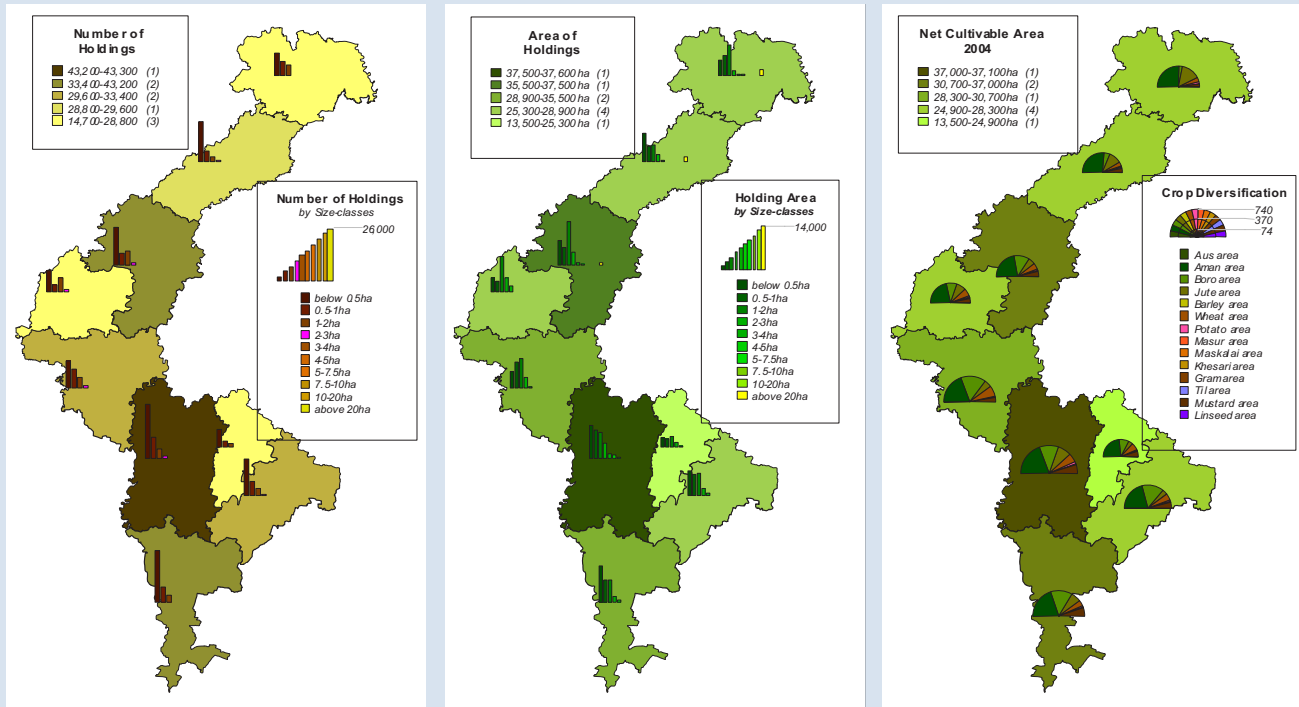 Number of
Holdings
43,200-43,300 (1)
33,400-43,200 (2)
29,600-33,400 (2)
28,800-29,600 (1)
14,700-28,800 (3)
Number of Holdings
by Size-classes
26,000
below 0.5ha
0.5-1ha
1-2ha
2-3ha
3-4ha
4-5ha
5-7.5ha
7.5-10ha
10-20ha
above 20ha
Area of
Holdings
37,500-37,600 ha (1)
35,500-37,500 ha (1)
28,900-35,500 ha (2)
25,300-28,900 ha (4)
13,500-25,300 ha (1)
Holding Area
by Size-classes
14,000
below 0.5ha
0.5-1ha
1-2ha
2-3ha
3-4ha
4-5ha
5-7.5ha
7.5-10ha
10-20ha
above 20ha
Net Cultivable Area
2004
37,000-37,100ha (1)
30,700-37,000ha (2)
28,300-30,700ha (1)
24,900-28,300ha (4)
13,500-24,900ha (1)
Crop Diversification
740
370
74
Aus area
Aman area
Boro area
Jute area
Barley area
Wheat area
Potato area
Masur area
Maskalai area
Khesari area
Gram area
Til area
Mustard area
Linseed area